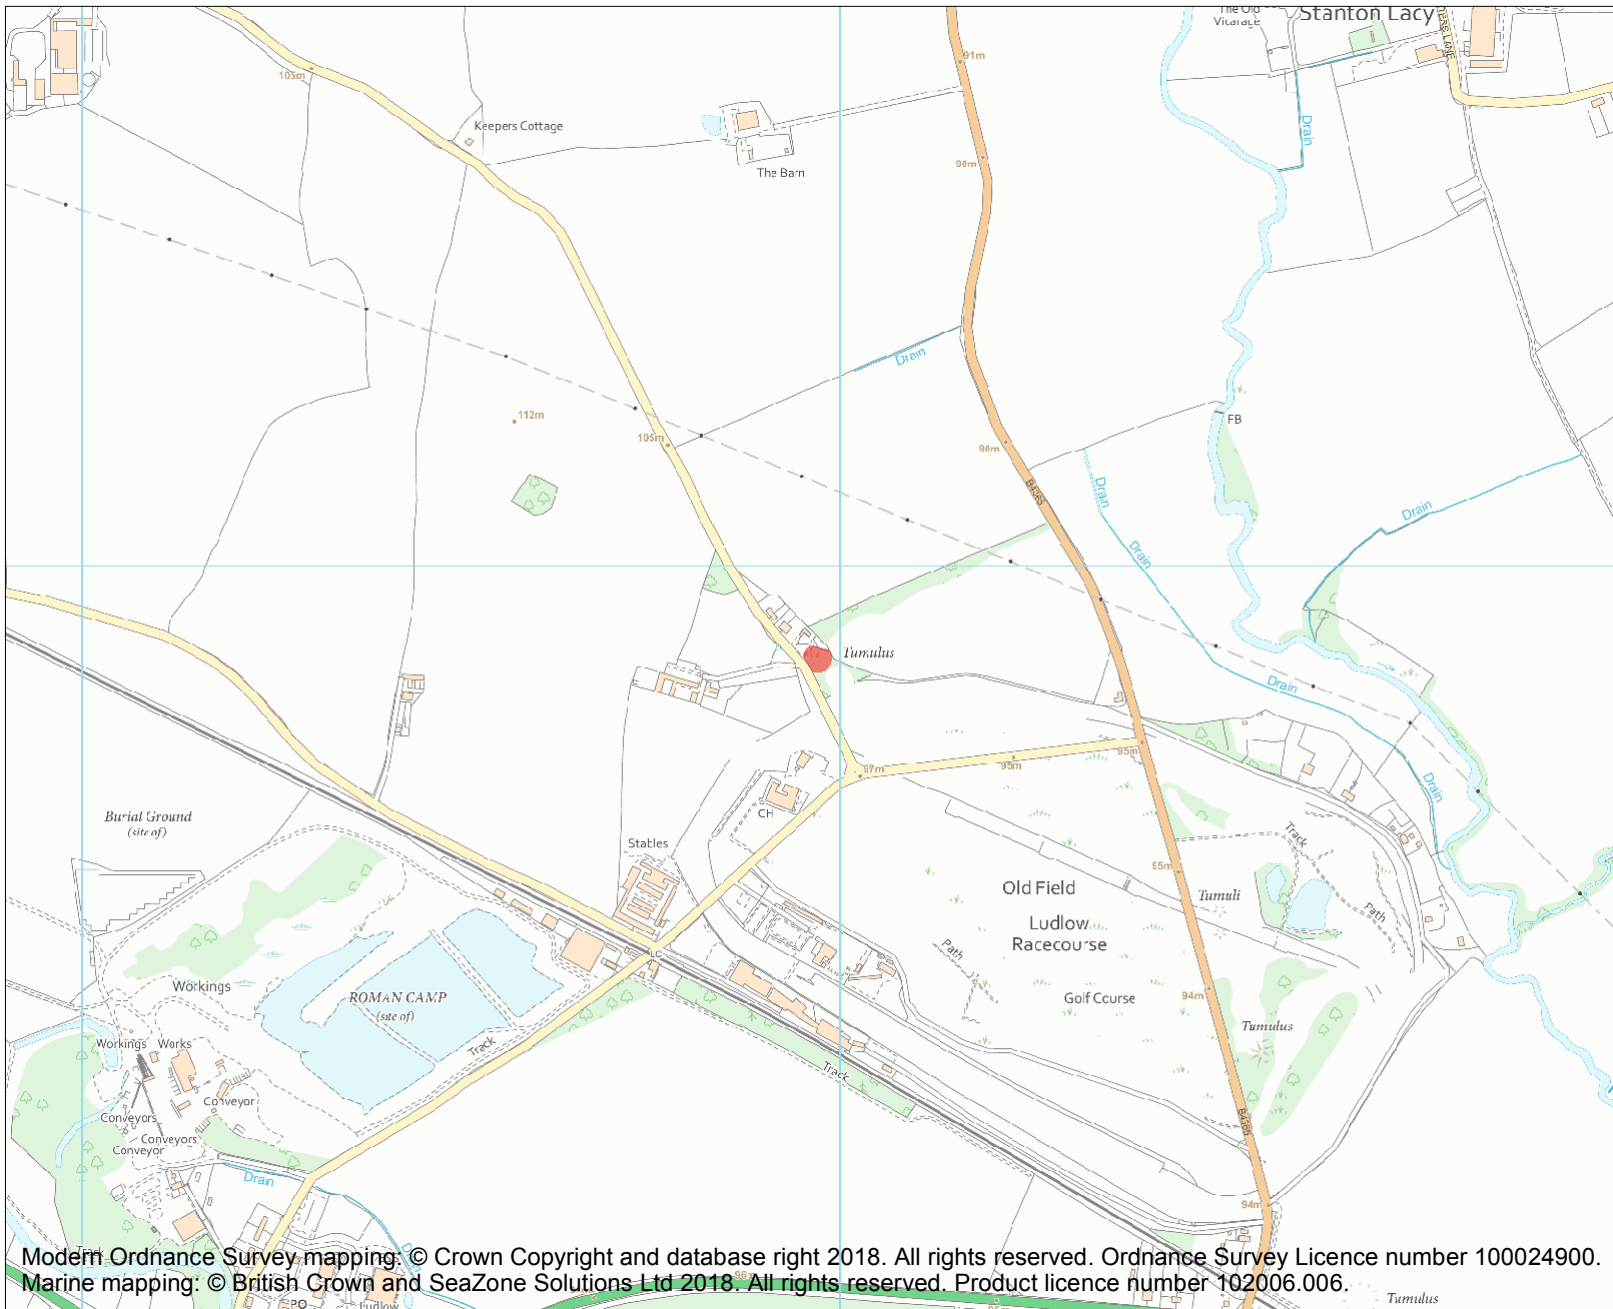 The Old
Vicarage
Stanton Lacy
91m
105m
Keepers Cottage
Drain
90m
The Barn
Drain
112m
FB
105m
90m
B4365
Drain
Drain
Drain
Tumulus
Drain
95m
97m
95m
Drain
Burial Ground
(site of)
CH
Track
Stables
95m
Old Field
Tumuli
Path
Ludlow
Racecourse
Path
LC
Workings
ROMAN CAMP
(site of)
94m
Golf Course
Tumulus
Workings
Works
Track
Track
Conveyor
Conveyors
B4365
Conveyors
Conveyor
Drain
94m
Track
Drain
Modern Ordnance Survey mapping: © Crown Copyright and database right 2018. All rights reserved. Ordnance Survey Licence number 100024900.
Marine mapping: © British Crown and SeaZone Solutions Ltd 2018. All rights reserved. Product licence number 102006.006.
96m
PO
Ludlow
Tumulus